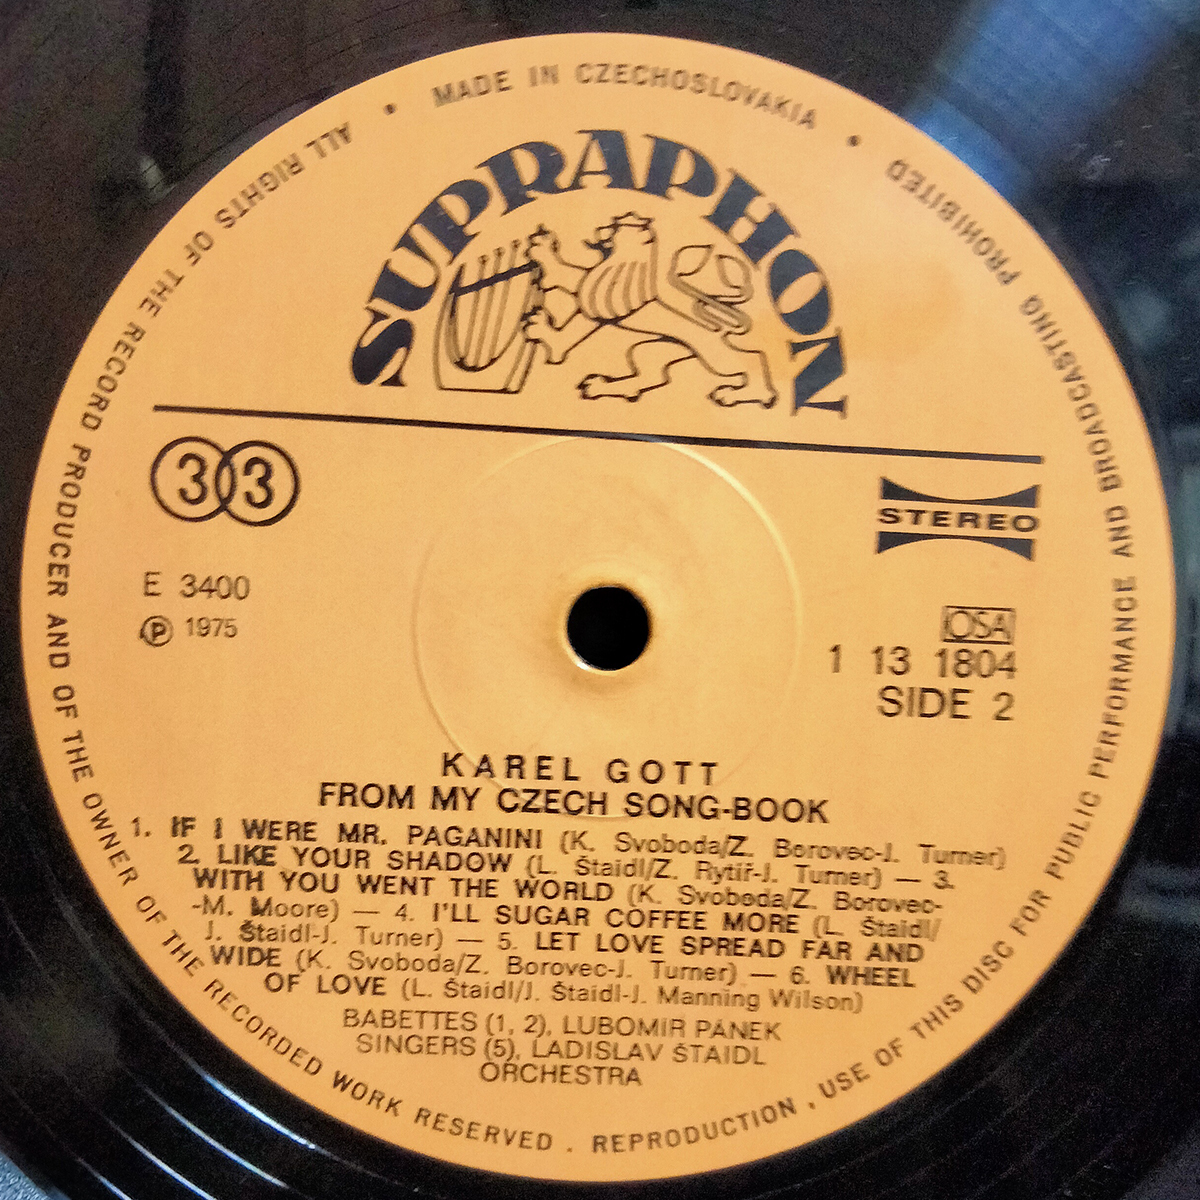 MADE IN CZECHOSLOVAKIA •
ALL RIGHTS OF THE RECORD PRODUCER AND OF THE OWNER OF THE RECORDED WORK RESERVED . REPRODUCTION , USE OF THIS DISC FOR PUBLIC PERFORMANCE AND BROADCASTING PROHIBITED •
SUPRAPHON
33
STEREO
E 3400
Ⓟ 1975
OSA
1 13 1804
SIDE 2
KAREL GOTT
FROM MY CZECH SONG-BOOK
1. IF I WERE MR. PAGANINI (K. Svoboda/Z. Borovec-J. Turner)
2. LIKE YOUR SHADOW (L. Štaidl/Z. Rytíř-J. Turner) — 3.
WITH YOU WENT THE WORLD (K. Svoboda/Z. Borovec-
-M. Moore) — 4. I'LL SUGAR COFFEE MORE (L. Štaidl/
J. Štaidl-J. Turner) — 5. LET LOVE SPREAD FAR AND
WIDE (K. Svoboda/Z. Borovec-J. Turner) — 6. WHEEL
OF LOVE (L. Štaidl/J. Štaidl-J. Manning Wilson)
BABETTES (1, 2), LUBOMÍR PÁNEK
SINGERS (5), LADISLAV ŠTAIDL
ORCHESTRA